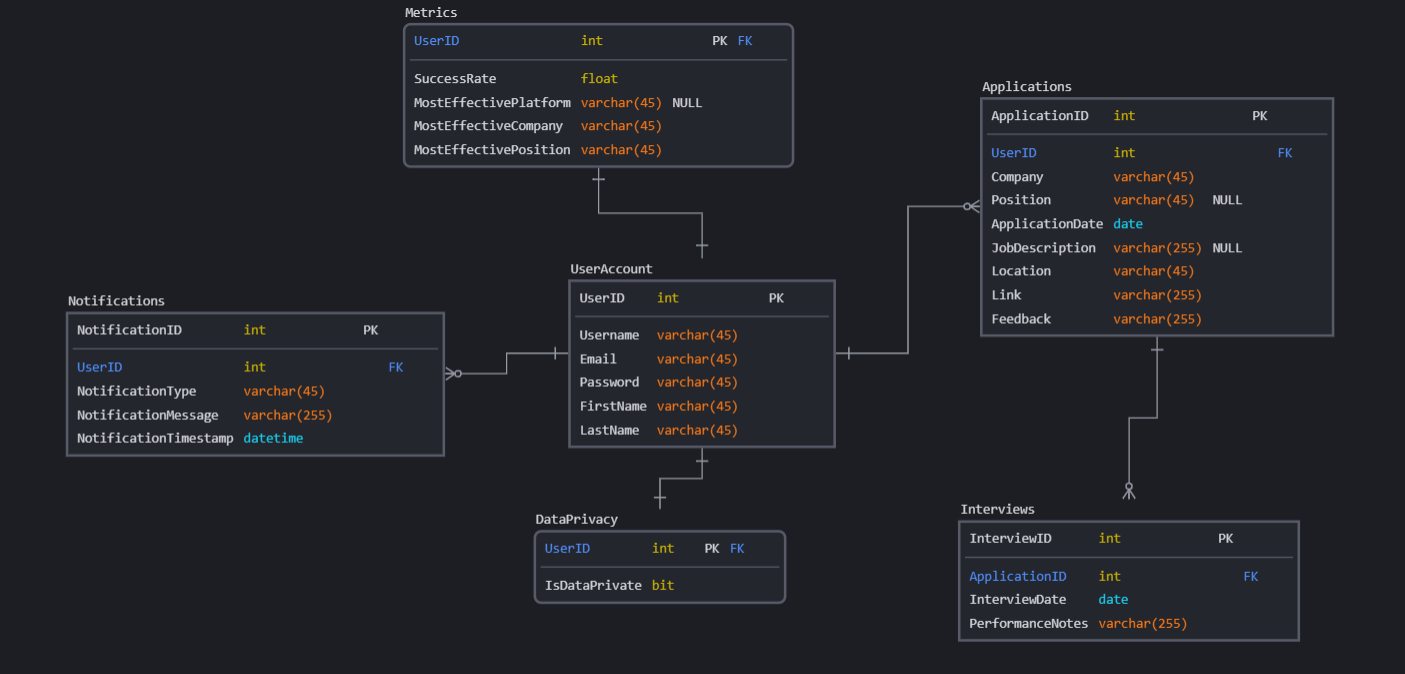 Metrics
UserID int PK FK
SuccessRate float
MostEffectivePlatform varchar(45) NULL
MostEffectiveCompany varchar(45)
MostEffectivePosition varchar(45)
Applications
ApplicationID int PK
UserID int FK
Company varchar(45)
Position varchar(45) NULL
ApplicationDate date
JobDescription varchar(255) NULL
Location varchar(45)
Link varchar(255)
Feedback varchar(255)
UserAccount
UserID int PK
Username varchar(45)
Email varchar(45)
Password varchar(45)
FirstName varchar(45)
LastName varchar(45)
Notifications
NotificationID int PK
UserID int FK
NotificationType varchar(45)
NotificationMessage varchar(255)
NotificationTimestamp datetime
DataPrivacy
UserID int PK FK
IsDataPrivate bit
Interviews
InterviewID int PK
ApplicationID int FK
InterviewDate date
PerformanceNotes varchar(255)